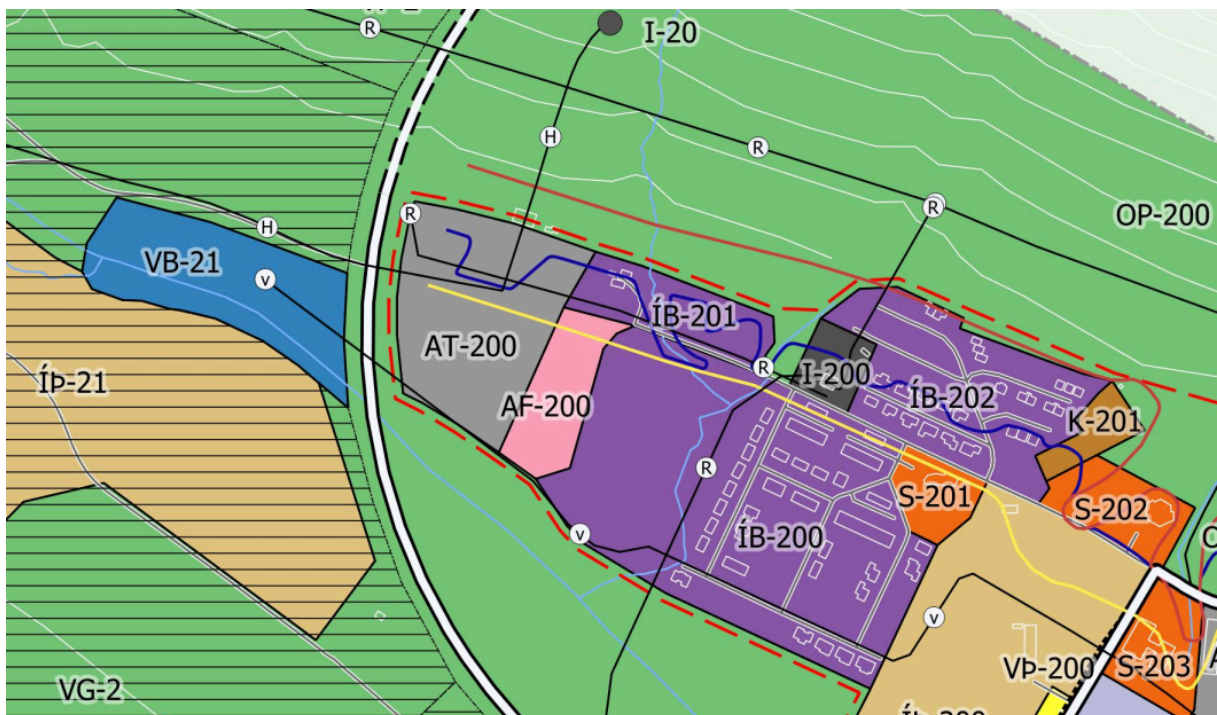 R
I-20
H
R
R
R
OP-200
H
VB-21
v
ÍB-201
AT-200
R
I-200
ÍÞ-21
AF-200
ÍB-202
K-201
R
S-201
S-202
ÍB-200
v
v
VÞ-200
S-203
VG-2